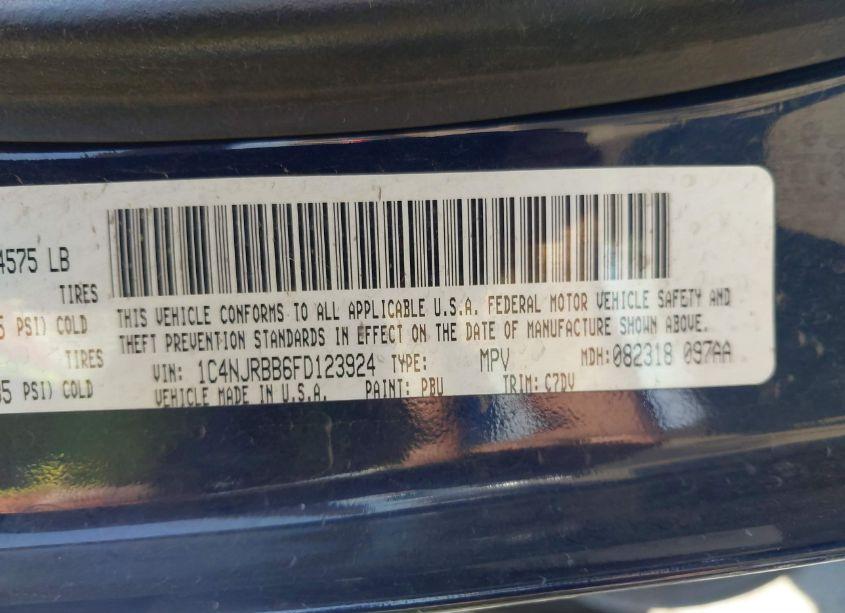 4575 LB
TIRES
5 PSI) COLD
TIRES
35 PSI) COLD
THIS VEHICLE CONFORMS TO ALL APPLICABLE U.S.A. FEDERAL MOTOR VEHICLE SAFETY AND
THEFT PREVENTION STANDARDS IN EFFECT ON THE DATE OF MANUFACTURE SHOWN ABOVE.
VIN: 1C4NJRBB6FD123924 TYPE: MPV MDH:082318 097AA
VEHICLE MADE IN U.S.A. PAINT: PBU TRIM: C7DV